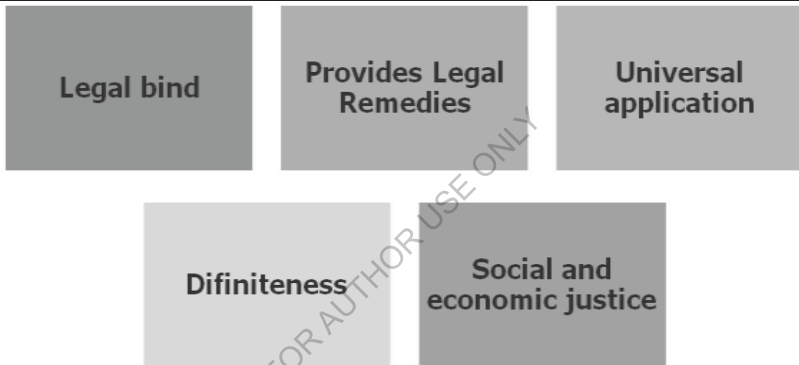 Legal bind
Provides Legal
Remedies
Universal
application
Difiniteness
Social and
economic justice
FOR AUTHOR USE ONLY